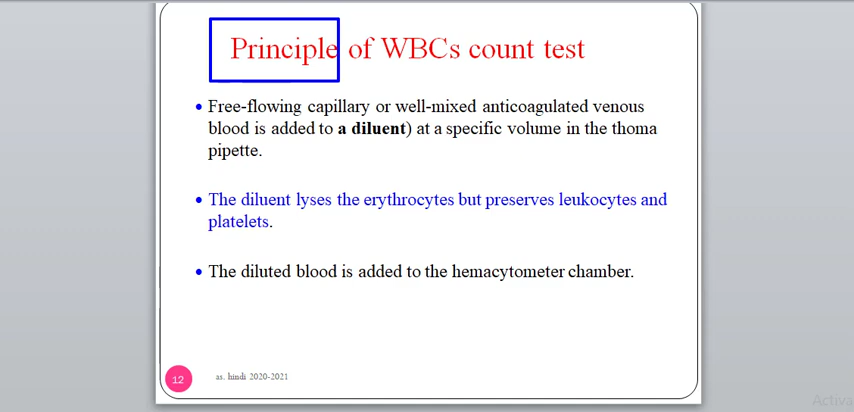 Principle of WBCs count test
• Free-flowing capillary or well-mixed anticoagulated venous
blood is added to a diluent) at a specific volume in the thoma
pipette.
• The diluent lyses the erythrocytes but preserves leukocytes and
platelets.
• The diluted blood is added to the hemacytometer chamber.
12
as. hindi 2020-2021
Activa